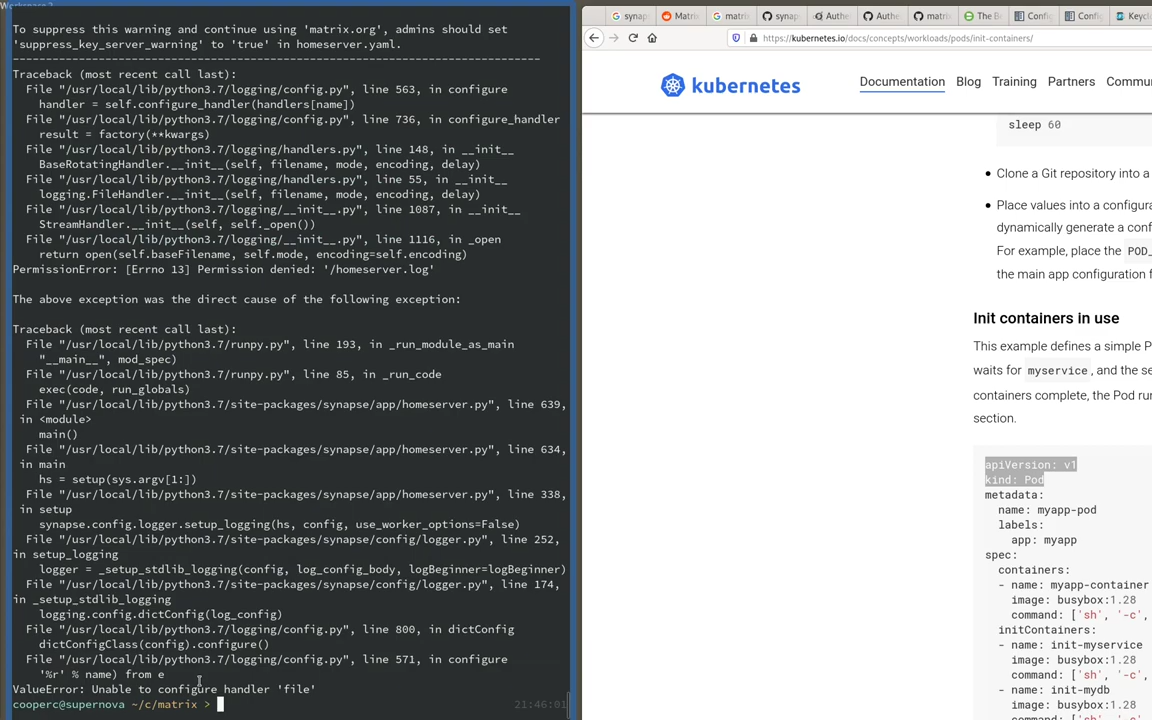 To suppress this warning and continue using 'matrix.org', admins should set
'suppress_key_server_warning' to 'true' in homeserver.yaml.
--------------------------------------------------------------------------------
Traceback (most recent call last):
File "/usr/local/lib/python3.7/logging/config.py", line 563, in configure
handler = self.configure_handler(handlers[name])
File "/usr/local/lib/python3.7/logging/config.py", line 736, in configure_handler
result = factory(**kwargs)
File "/usr/local/lib/python3.7/logging/handlers.py", line 148, in __init__
BaseRotatingHandler.__init__(self, filename, mode, encoding, delay)
File "/usr/local/lib/python3.7/logging/handlers.py", line 55, in __init__
logging.FileHandler.__init__(self, filename, mode, encoding, delay)
File "/usr/local/lib/python3.7/logging/__init__.py", line 1087, in __init__
StreamHandler.__init__(self, self._open())
File "/usr/local/lib/python3.7/logging/__init__.py", line 1116, in _open
return open(self.baseFilename, self.mode, encoding=self.encoding)
PermissionError: [Errno 13] Permission denied: '/homeserver.log'
The above exception was the direct cause of the following exception:
Traceback (most recent call last):
File "/usr/local/lib/python3.7/runpy.py", line 193, in _run_module_as_main
"__main__", mod_spec)
File "/usr/local/lib/python3.7/runpy.py", line 85, in _run_code
exec(code, run_globals)
File "/usr/local/lib/python3.7/site-packages/synapse/app/homeserver.py", line 639,
in <module>
main()
File "/usr/local/lib/python3.7/site-packages/synapse/app/homeserver.py", line 634,
in main
hs = setup(sys.argv[1:])
File "/usr/local/lib/python3.7/site-packages/synapse/app/homeserver.py", line 338,
in setup
synapse.config.logger.setup_logging(hs, config, use_worker_options=False)
File "/usr/local/lib/python3.7/site-packages/synapse/config/logger.py", line 252,
in setup_logging
logger = _setup_stdlib_logging(config, log_config_body, logBeginner=logBeginner)
File "/usr/local/lib/python3.7/site-packages/synapse/config/logger.py", line 174,
in _setup_stdlib_logging
logging.config.dictConfig(log_config)
File "/usr/local/lib/python3.7/logging/config.py", line 800, in dictConfig
dictConfigClass(config).configure()
File "/usr/local/lib/python3.7/logging/config.py", line 571, in configure
'%r' % name) from e
ValueError: Unable to configure handler 'file'
cooperc@supernova ~/c/matrix > 21:46:01
synap Matri matri synap Authe Authe matri The B Confi Confi Keyclo
https://kubernetes.io/docs/concepts/workloads/pods/init-containers/
kubernetes Documentation Blog Training Partners Commu
sleep 60
Clone a Git repository into a
Place values into a configura
dynamically generate a conf
For example, place the POD_
the main app configuration f
Init containers in use
This example defines a simple P
waits for myservice, and the se
containers complete, the Pod run
section.
apiVersion: v1
kind: Pod
metadata:
name: myapp-pod
labels:
app: myapp
spec:
containers:
- name: myapp-container
image: busybox:1.28
command: ['sh', '-c',
initContainers:
- name: init-myservice
image: busybox:1.28
command: ['sh', '-c',
- name: init-mydb
image: busybox:1.28